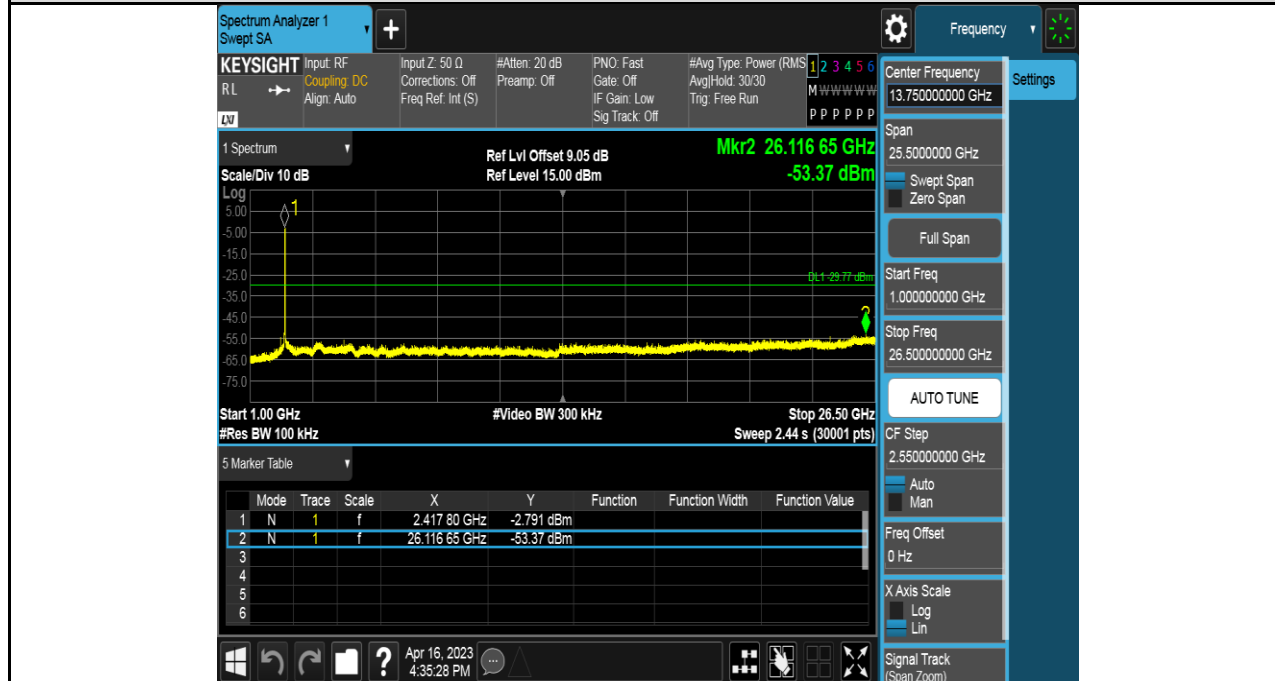 Spectrum Analyzer 1
Swept SA
+
Frequency
KEYSIGHT
RL
LXI
Input: RF
Coupling: DC
Align: Auto
Input Z: 50 Ω
Corrections: Off
Freq Ref: Int (S)
#Atten: 20 dB
Preamp: Off
PNO: Fast
Gate: Off
IF Gain: Low
Sig Track: Off
#Avg Type: Power (RMS
Avg|Hold: 30/30
Trig: Free Run
1 2 3 4 5 6
M W W W W W
P P P P P P
1 Spectrum
Scale/Div 10 dB
Ref Lvl Offset 9.05 dB
Ref Level 15.00 dBm
Mkr2 26.116 65 GHz
-53.37 dBm
Log
5.00
-5.00
-15.0
-25.0
-35.0
-45.0
-55.0
-65.0
-75.0
1
DL1 -29.77 dBm
2
Start 1.00 GHz
#Res BW 100 kHz
#Video BW 300 kHz
Stop 26.50 GHz
Sweep 2.44 s (30001 pts)
5 Marker Table
Mode Trace Scale X Y Function Function Width Function Value
1 N 1 f 2.417 80 GHz -2.791 dBm
2 N 1 f 26.116 65 GHz -53.37 dBm
3
4
5
6
?
Apr 16, 2023
4:35:28 PM
Center Frequency
13.750000000 GHz
Span
25.5000000 GHz
Swept Span
Zero Span
Full Span
Start Freq
1.000000000 GHz
Stop Freq
26.500000000 GHz
AUTO TUNE
CF Step
2.550000000 GHz
Auto
Man
Freq Offset
0 Hz
X Axis Scale
Log
Lin
Signal Track
(Span Zoom)
Settings